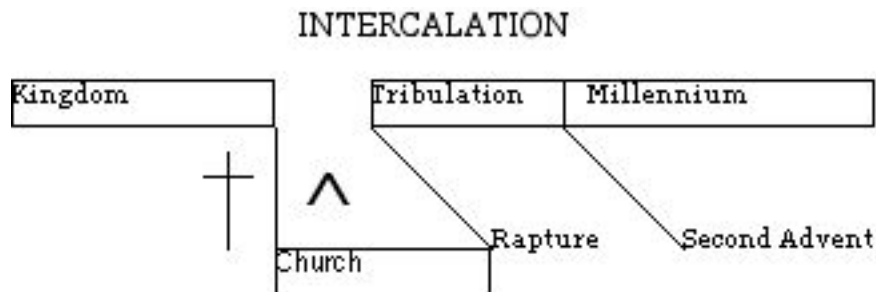 INTERCALATION
Kingdom Tribulation Millennium
Rapture Second Advent
Church